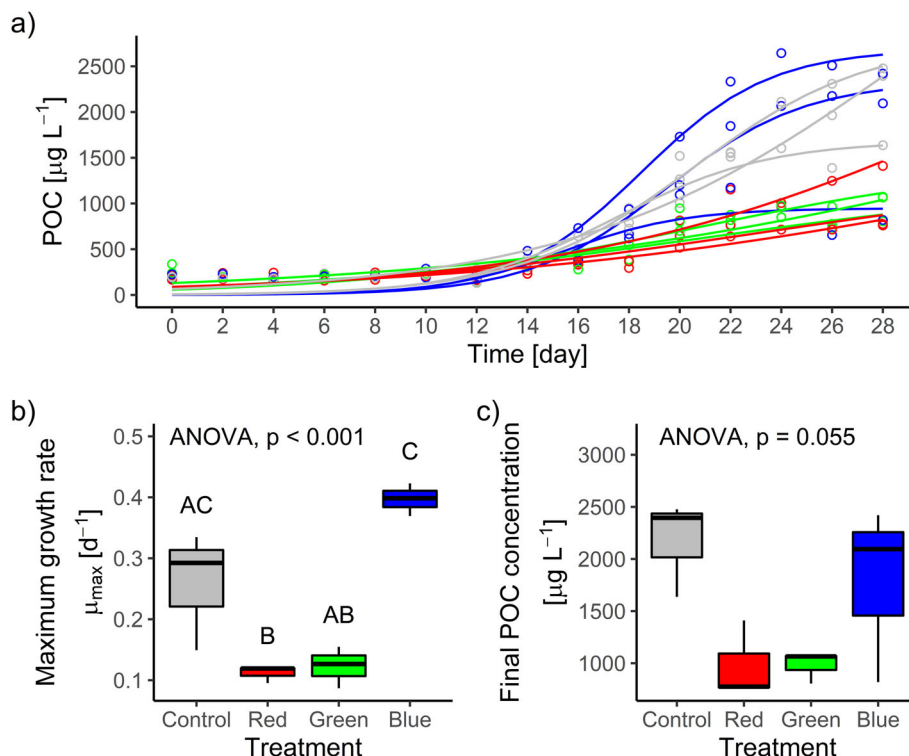 a)
POC [μg L⁻¹]
2500
2000
1500
1000
500
0
0 2 4 6 8 10 12 14 16 18 20 22 24 26 28
Time [day]
b)
Maximum growth rate
μmax [d⁻¹]
ANOVA, p < 0.001
0.5
0.4
0.3
0.2
0.1
AC
B
AB
C
Control Red Green Blue
Treatment
c)
Final POC concentration
[μg L⁻¹]
ANOVA, p = 0.055
3000
2500
2000
1500
1000
Control Red Green Blue
Treatment